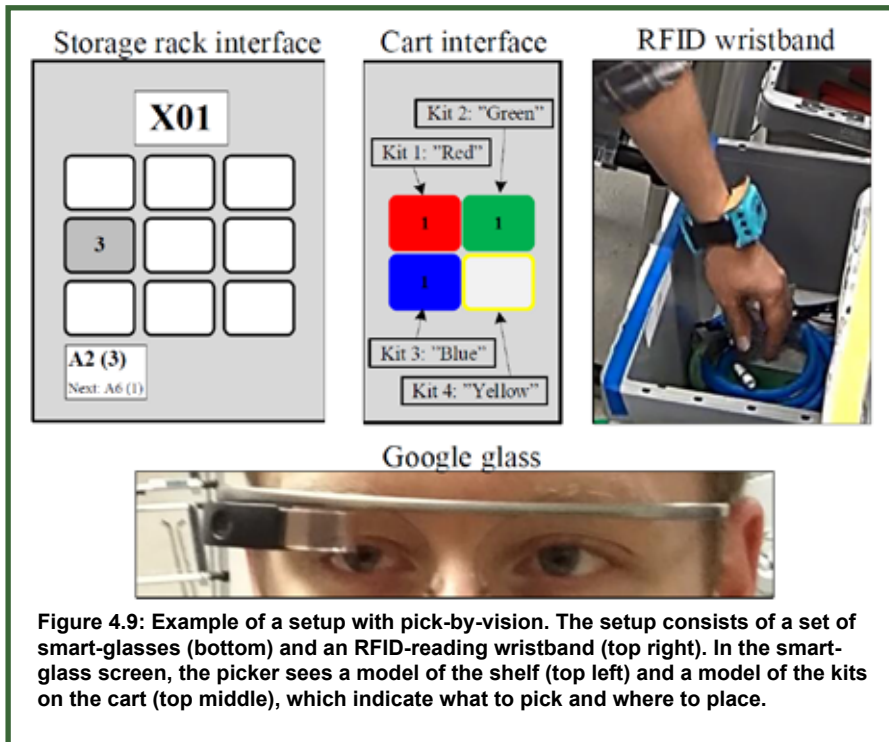 Storage rack interface
Cart interface
RFID wristband
X01
3
A2 (3)
Next: A6 (1)
Kit 2: "Green"
Kit 1: "Red"
1
1
1
Kit 3: "Blue"
Kit 4: "Yellow"
Google glass
Figure 4.9: Example of a setup with pick-by-vision. The setup consists of a set of
smart-glasses (bottom) and an RFID-reading wristband (top right). In the smart-
glass screen, the picker sees a model of the shelf (top left) and a model of the kits
on the cart (top middle), which indicate what to pick and where to place.